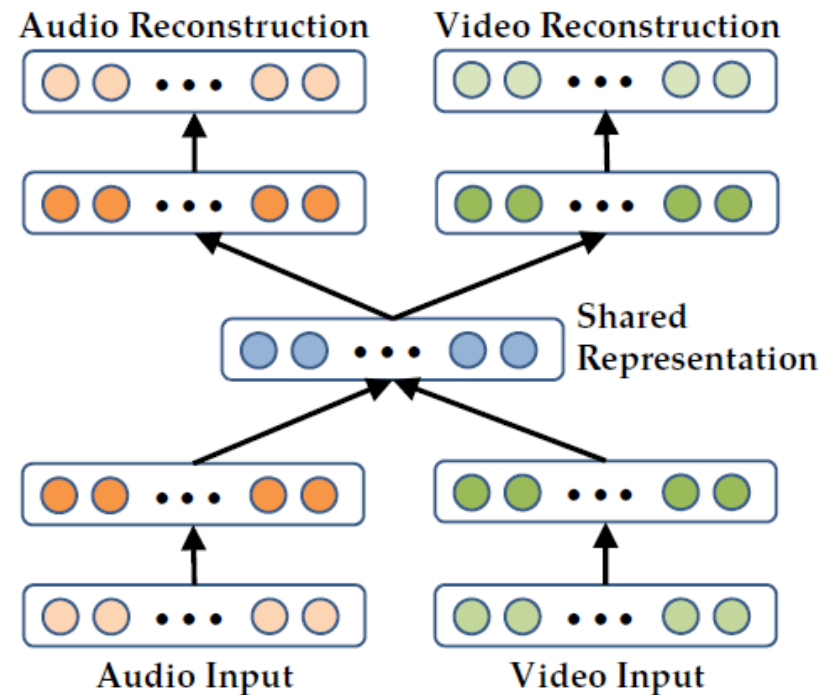 Audio Reconstruction
Video Reconstruction
Shared
Representation
Audio Input
Video Input